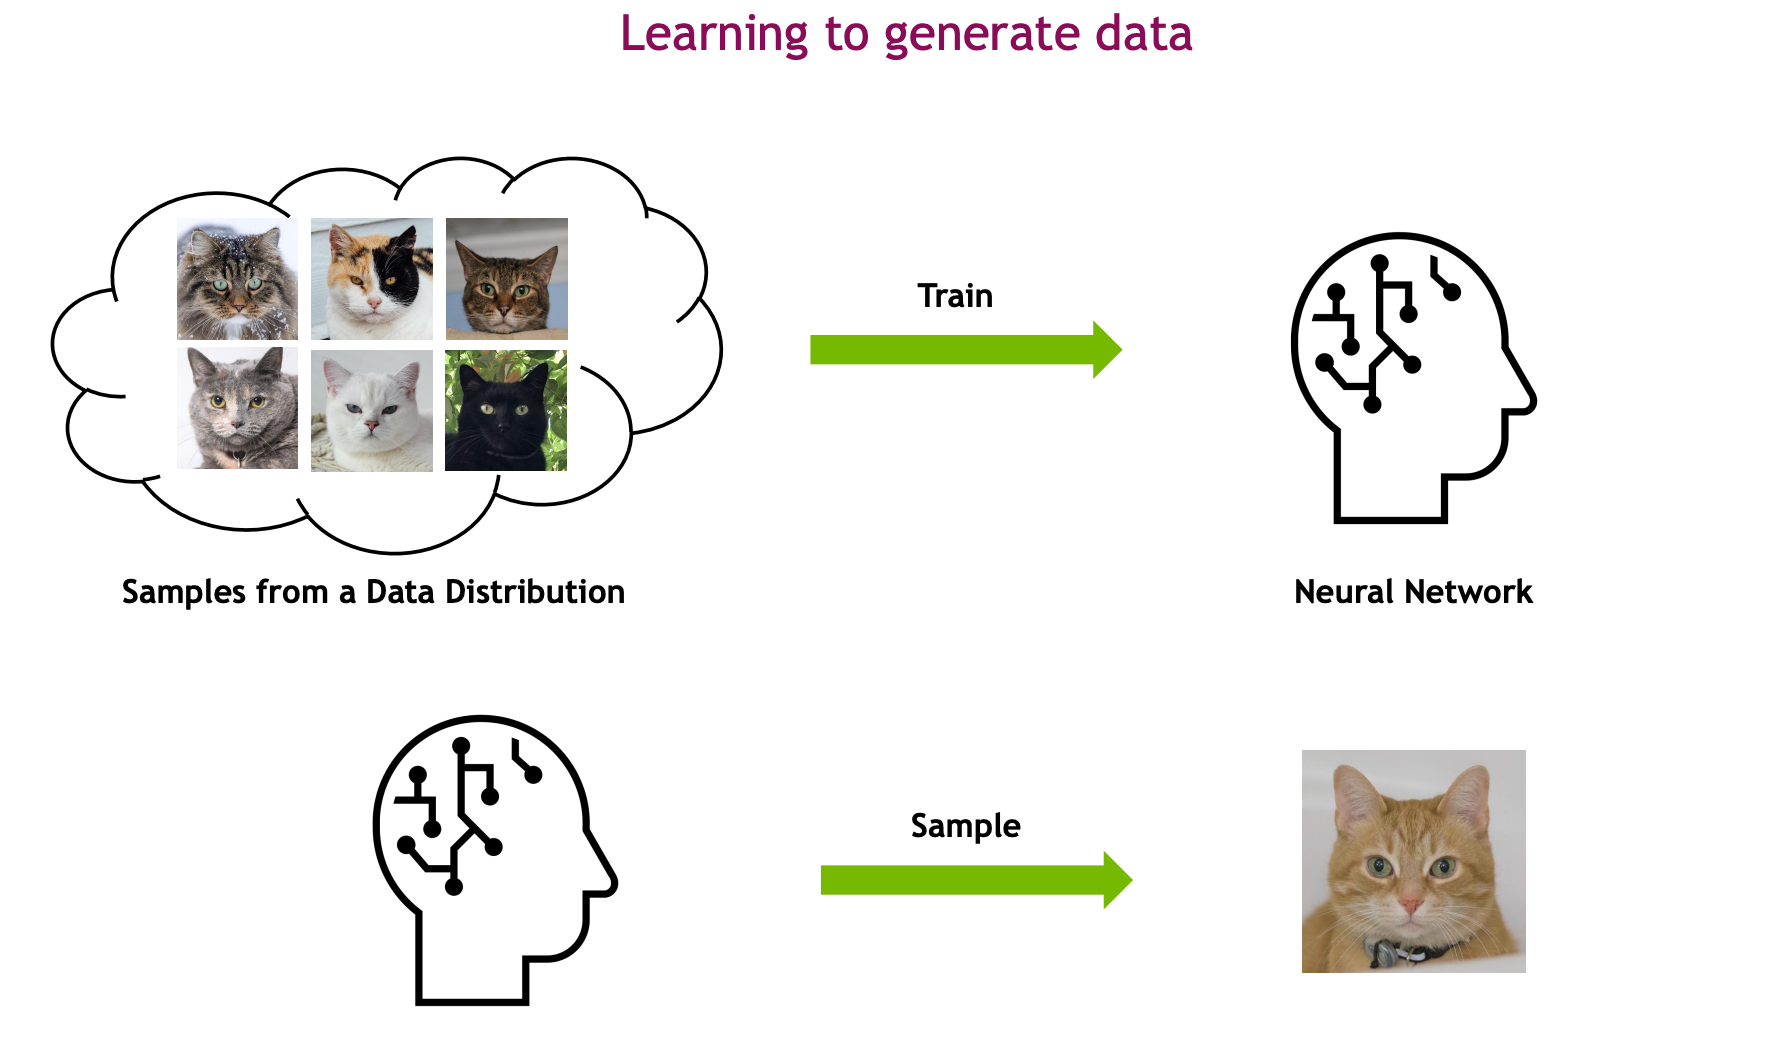 Learning to generate data
Train
Samples from a Data Distribution
Neural Network
Sample